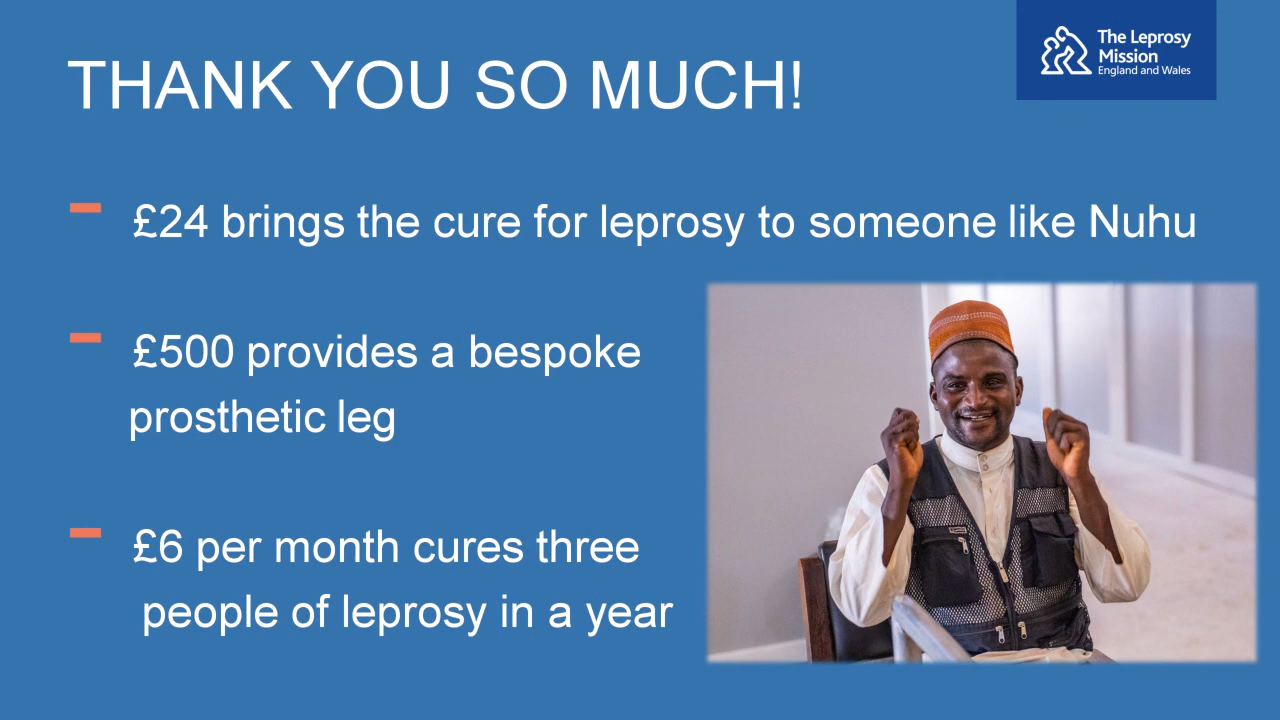 THANK YOU SO MUCH!
The Leprosy
Mission
England and Wales
£24 brings the cure for leprosy to someone like Nuhu
£500 provides a bespoke
prosthetic leg
£6 per month cures three
people of leprosy in a year